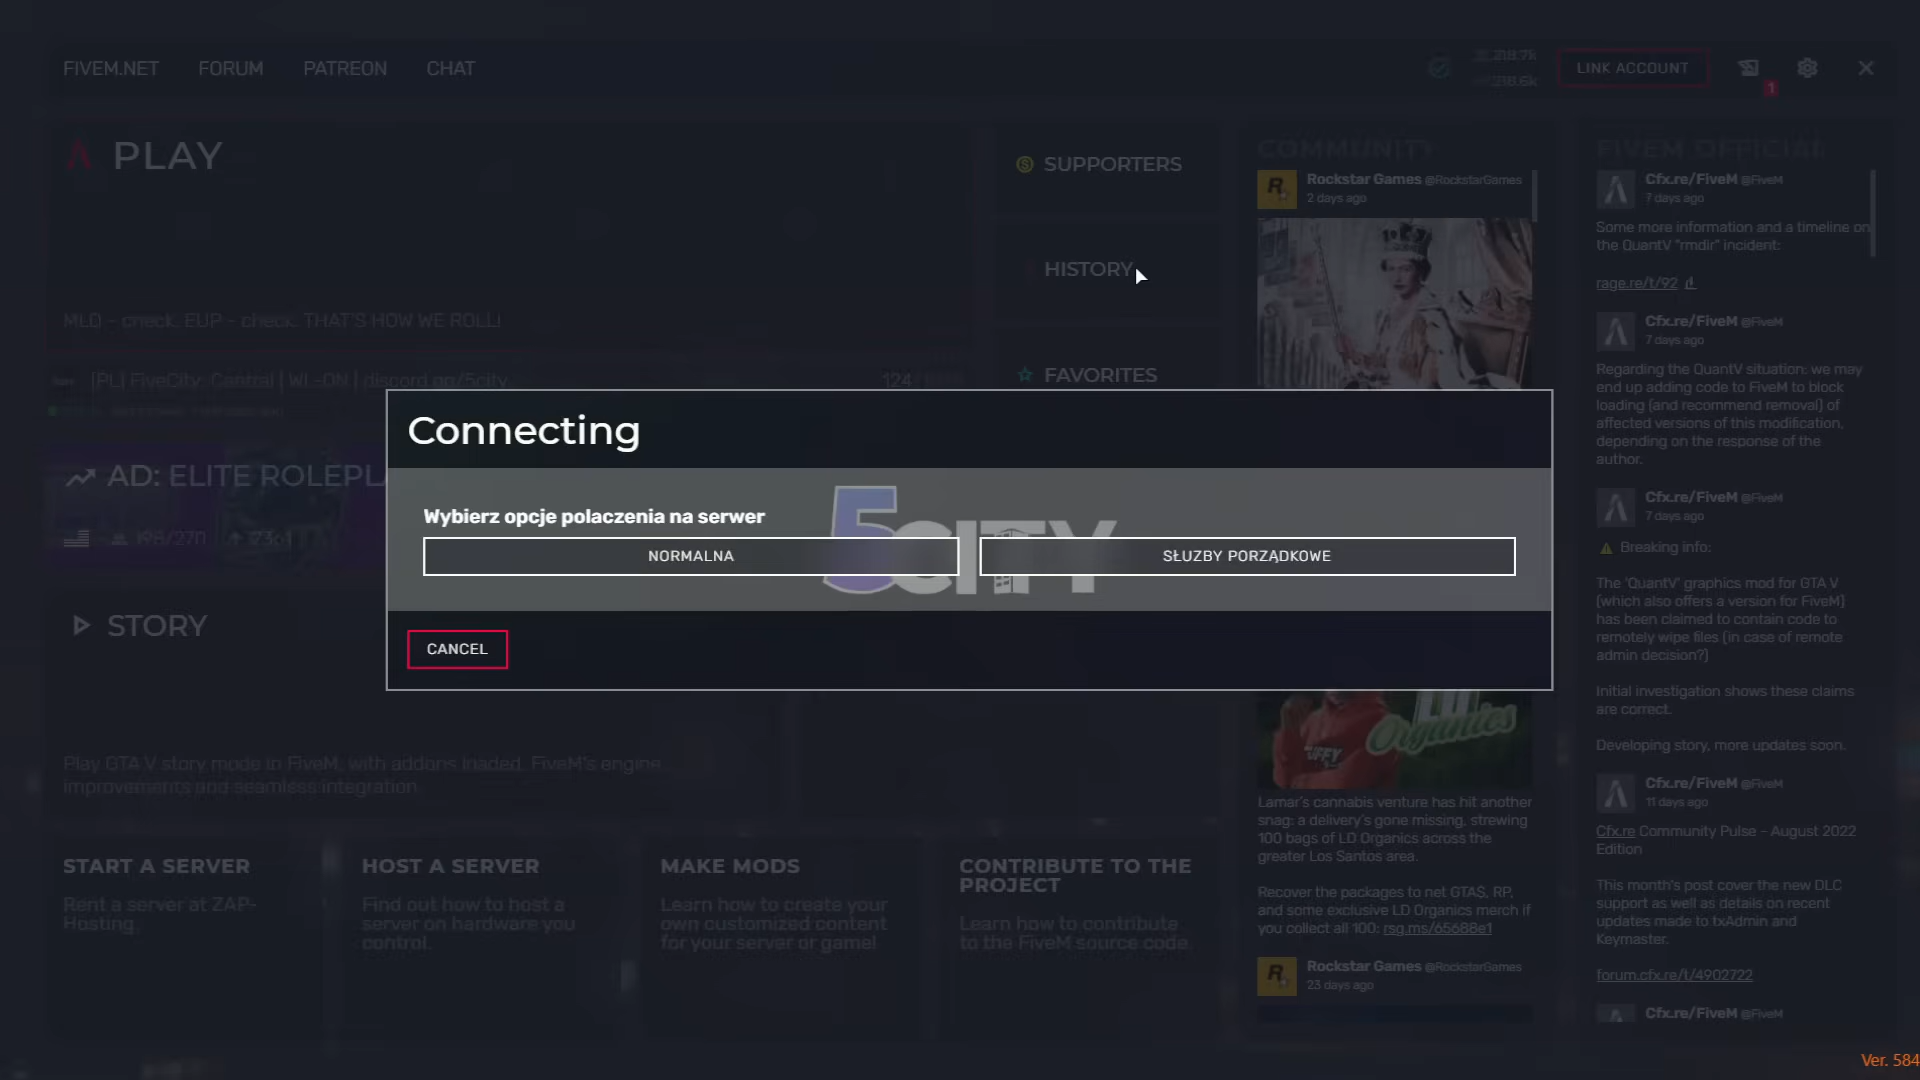 FIVEM.NET
FORUM
PATREON
CHAT
218.7k
218.6k
LINK ACCOUNT
1
PLAY
MLO - check. EUP - check. THAT'S HOW WE ROLL!
[PL] FiveCity: Central | WL-ON | discord.gg/5city
124
AD: ELITE ROLEPLA
198/270
SUPPORTERS
HISTORY
FAVORITES
Connecting
Wybierz opcje polaczenia na serwer
5CITY
NORMALNA
SŁUZBY PORZĄDKOWE
CANCEL
STORY
Play GTA V story mode in FiveM, with addons loaded, FiveM's engine
improvements and seamless integration.
START A SERVER
Rent a server at ZAP-
Hosting.
HOST A SERVER
Find out how to host a
server on hardware you
control.
MAKE MODS
Learn how to create your
own customized content
for your server or game!
CONTRIBUTE TO THE
PROJECT
Learn how to contribute
to the FiveM source code.
COMMUNITY
Rockstar Games @RockstarGames
2 days ago
LD
Organics
Lamar's cannabis venture has hit another
snag: a delivery's gone missing, strewing
100 bags of LD Organics across the
greater Los Santos area.
Recover the packages to net GTA$, RP,
and some exclusive LD Organics merch if
you collect all 100: rsg.ms/65688e1
Rockstar Games @RockstarGames
23 days ago
FIVEM OFFICIAL
Cfx.re/FiveM @FiveM
7 days ago
Some more information and a timeline on
the QuantV "rmdir" incident:
rage.re/t/92
Cfx.re/FiveM @FiveM
7 days ago
Regarding the QuantV situation: we may
end up adding code to FiveM to block
loading (and recommend removal) of
affected versions of this modification,
depending on the response of the
author.
Cfx.re/FiveM @FiveM
7 days ago
Breaking info:
The 'QuantV' graphics mod for GTA V
(which also offers a version for FiveM)
has been claimed to contain code to
remotely wipe files (in case of remote
admin decision?)
Initial investigation shows these claims
are correct.
Developing story, more updates soon.
Cfx.re/FiveM @FiveM
11 days ago
Cfx.re Community Pulse - August 2022
Edition
This month's post cover the new DLC
support as well as details on recent
updates made to txAdmin and
Keymaster.
forum.cfx.re/t/4902722
Cfx.re/FiveM @FiveM
Ver. 584